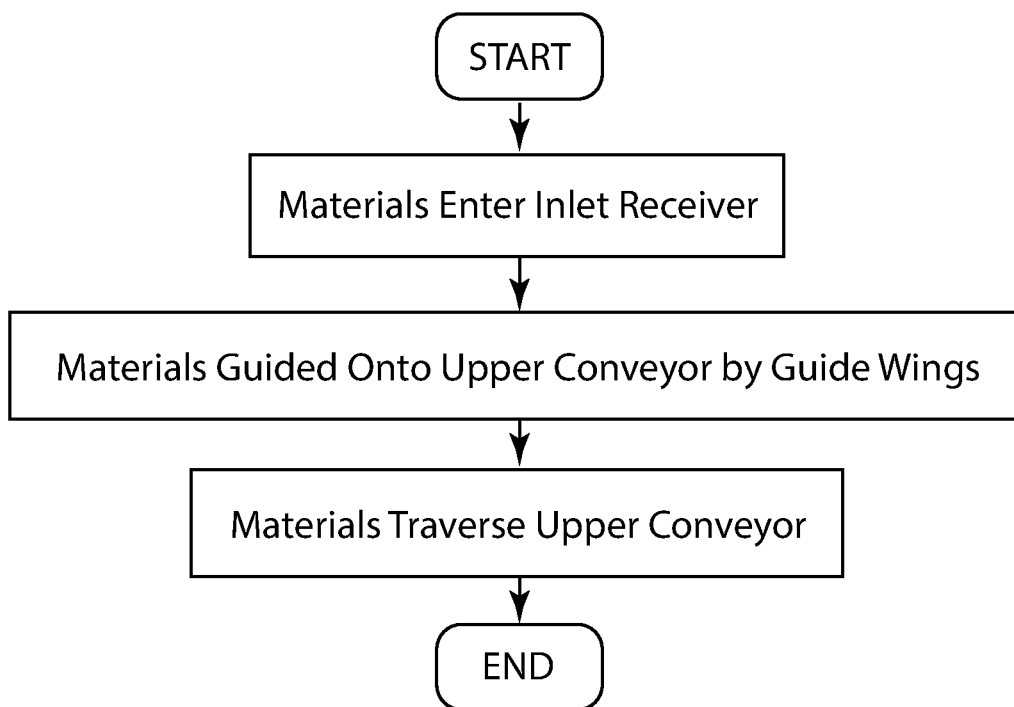 START
Materials Enter Inlet Receiver
Materials Guided Onto Upper Conveyor by Guide Wings
Materials Traverse Upper Conveyor
END